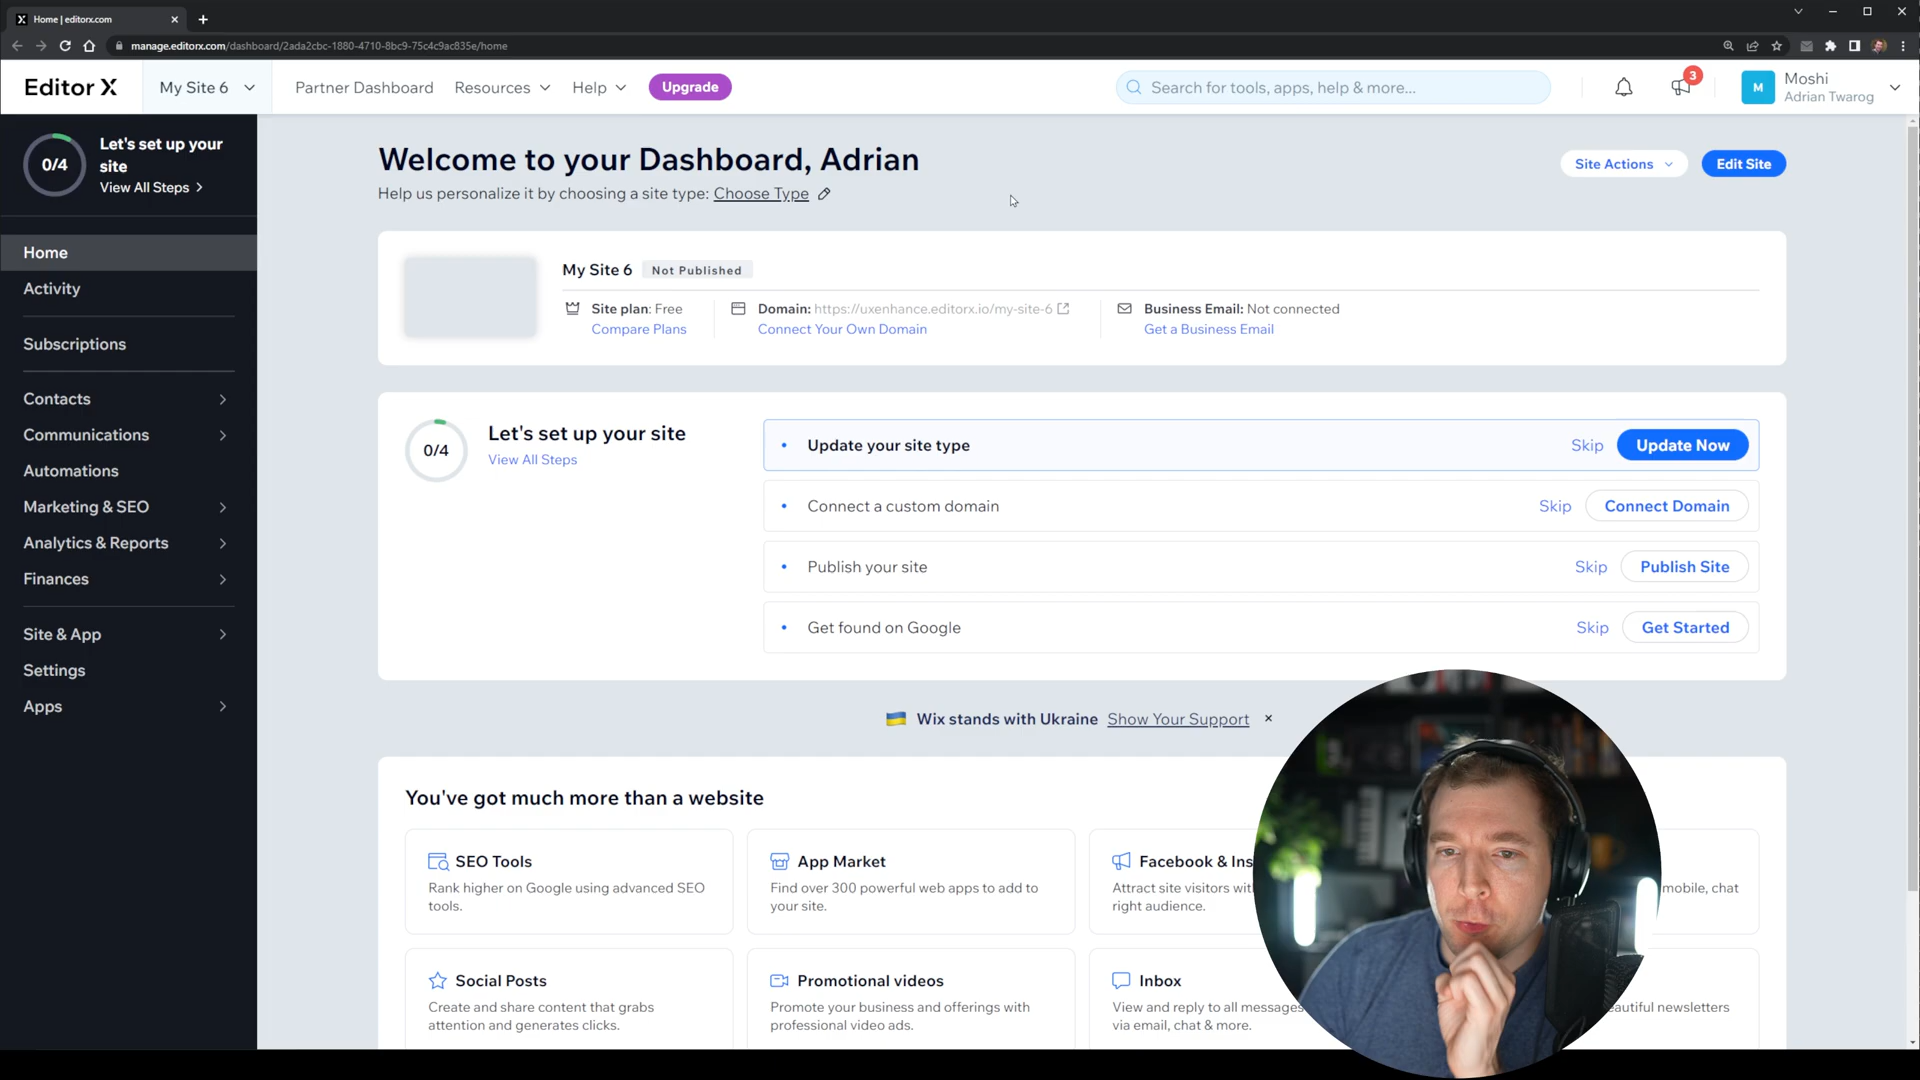 Home | editorx.com
manage.editorx.com/dashboard/2ada2cbc-1880-4710-8bc9-75c4c9ac835e/home
Editor X
My Site 6
Partner Dashboard
Resources
Help
Upgrade
Search for tools, apps, help & more...
3
M
Moshi
Adrian Twarog
0/4
Let's set up your
site
View All Steps
Home
Activity
Subscriptions
Contacts
Communications
Automations
Marketing & SEO
Analytics & Reports
Finances
Site & App
Settings
Apps
Welcome to your Dashboard, Adrian
Help us personalize it by choosing a site type: Choose Type
Site Actions
Edit Site
My Site 6
Not Published
Site plan: Free
Compare Plans
Domain: https://uxenhance.editorx.io/my-site-6
Connect Your Own Domain
Business Email: Not connected
Get a Business Email
0/4
Let's set up your site
View All Steps
Update your site type
Skip
Update Now
Connect a custom domain
Skip
Connect Domain
Publish your site
Skip
Publish Site
Get found on Google
Skip
Get Started
Wix stands with Ukraine Show Your Support
You've got much more than a website
SEO Tools
Rank higher on Google using advanced SEO
tools.
App Market
Find over 300 powerful web apps to add to
your site.
Facebook & Ins
Attract site visitors wit
right audience.
mobile, chat
Social Posts
Create and share content that grabs
attention and generates clicks.
Promotional videos
Promote your business and offerings with
professional video ads.
Inbox
View and reply to all messages
via email, chat & more.
eautiful newsletters